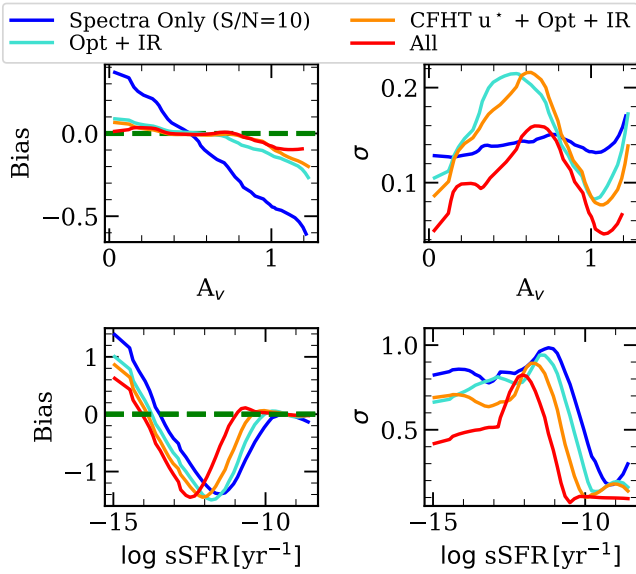 Spectra Only (S/N=10)
Opt + IR
CFHT u* + Opt + IR
All
Bias
0.0
−0.5
0
1
A_v
σ
0.2
0.1
0
1
A_v
Bias
1
0
−1
−15
−10
log sSFR [yr⁻¹]
σ
1.0
0.5
−15
−10
log sSFR [yr⁻¹]